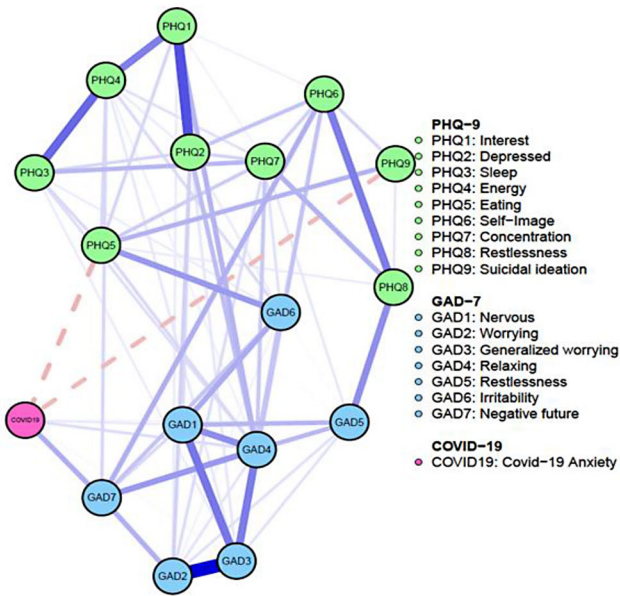 PHQ1
PHQ4
PHQ6
PHQ2
PHQ7
PHQ9
PHQ3
PHQ5
PHQ8
GAD6
COVID19
GAD1
GAD5
GAD4
GAD7
GAD3
GAD2
PHQ−9
PHQ1: Interest
PHQ2: Depressed
PHQ3: Sleep
PHQ4: Energy
PHQ5: Eating
PHQ6: Self−Image
PHQ7: Concentration
PHQ8: Restlessness
PHQ9: Suicidal ideation
GAD−7
GAD1: Nervous
GAD2: Worrying
GAD3: Generalized worrying
GAD4: Relaxing
GAD5: Restlessness
GAD6: Irritability
GAD7: Negative future
COVID−19
COVID19: Covid−19 Anxiety